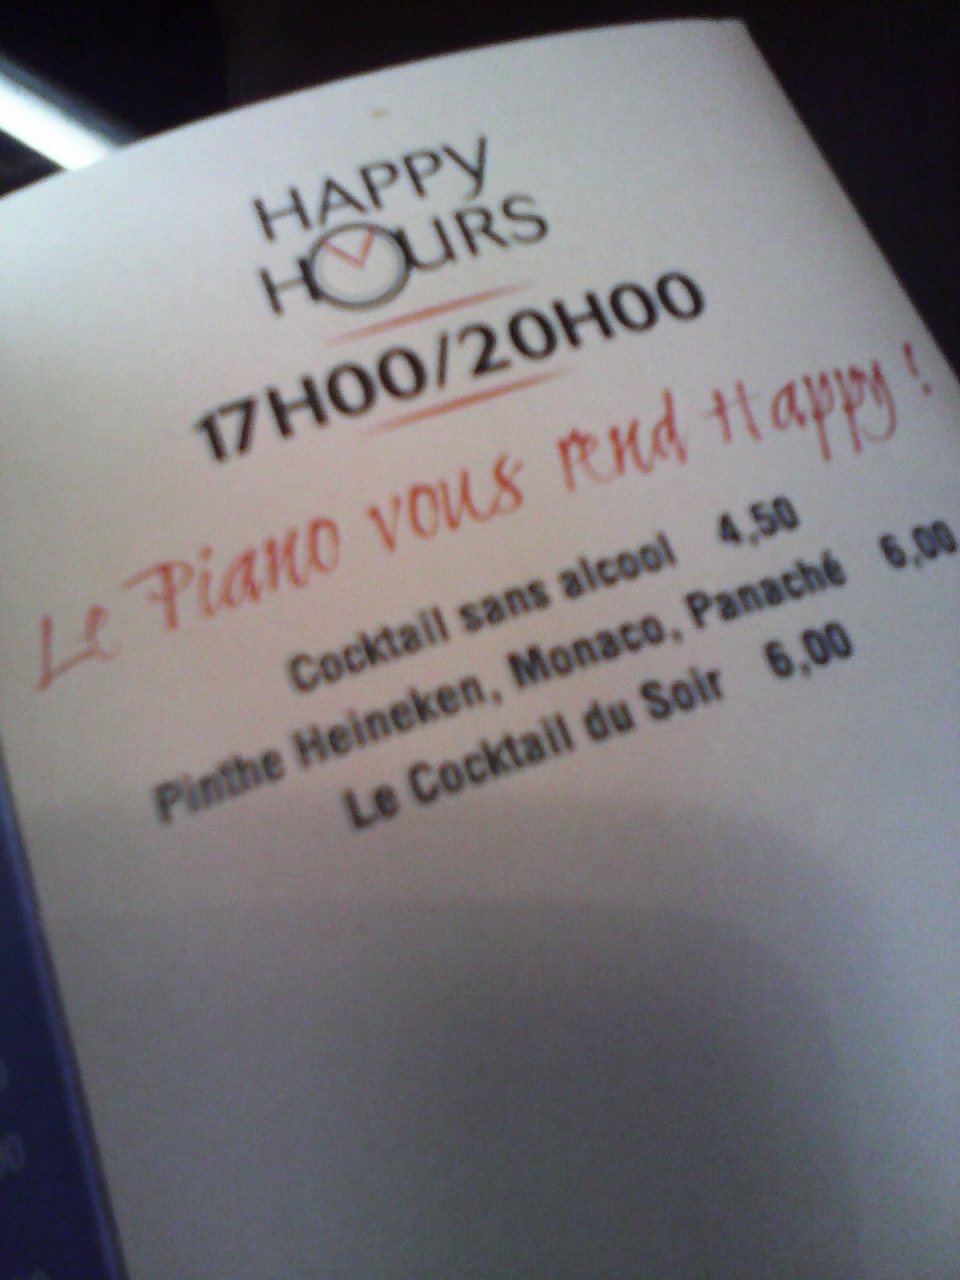 HAPPY
HOURS
17H00/20H00
Le Piano vous rend Happy !
Cocktail sans alcool 4,50
Pinthe Heineken, Monaco, Panaché 6,00
Le Cocktail du Soir 6,00